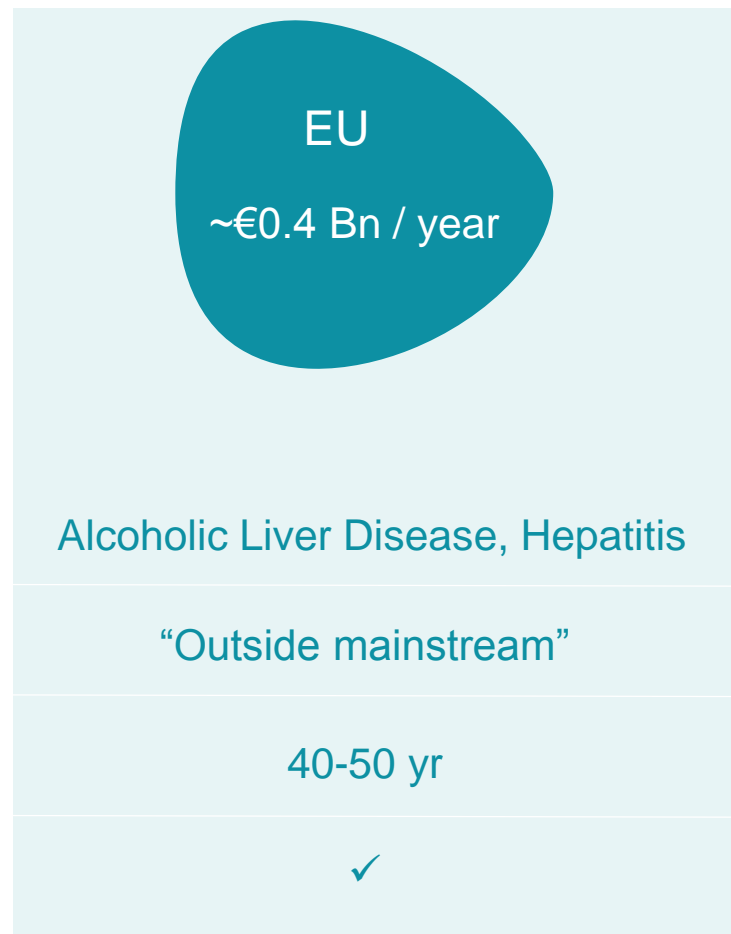 EU
~€0.4 Bn / year
Alcoholic Liver Disease, Hepatitis
“Outside mainstream”
40-50 yr
✓